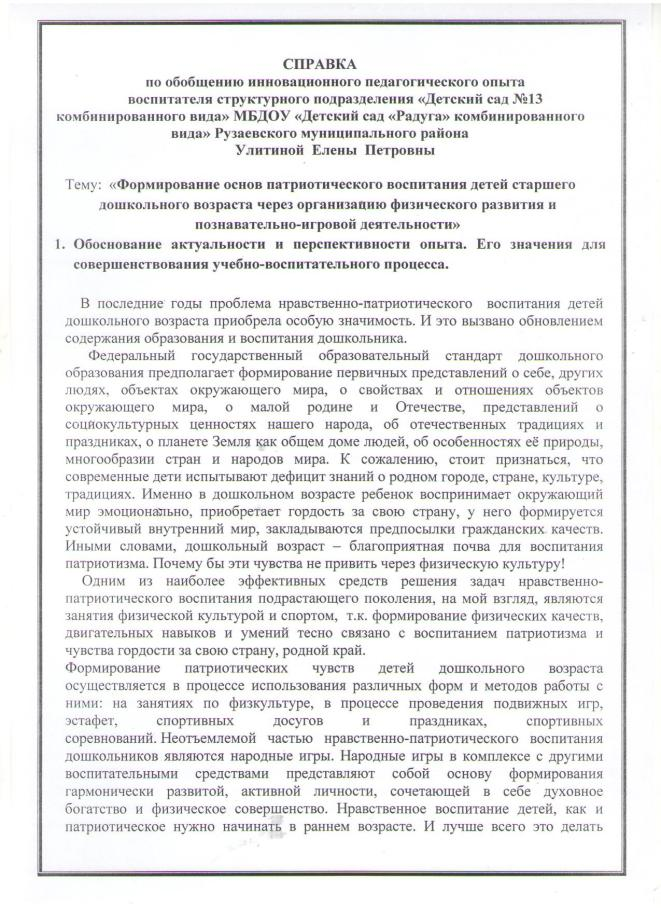 СПРАВКА
по обобщению инновационного педагогического опыта
воспитателя структурного подразделения «Детский сад №13
комбинированного вида» МБДОУ «Детский сад «Радуга» комбинированного
вида» Рузаевского муниципального района
Улитиной Елены Петровны
Тему: «Формирование основ патриотического воспитания детей старшего
дошкольного возраста через организацию физического развития и
познавательно-игровой деятельности»
1. Обоснование актуальности и перспективности опыта. Его значения для
совершенствования учебно-воспитательного процесса.
В последние годы проблема нравственно-патриотического воспитания детей
дошкольного возраста приобрела особую значимость. И это вызвано обновлением
содержания образования и воспитания дошкольника.
Федеральный государственный образовательный стандарт дошкольного
образования предполагает формирование первичных представлений о себе, других
людях, объектах окружающего мира, о свойствах и отношениях объектов
окружающего мира, о малой родине и Отечестве, представлений о
социокультурных ценностях нашего народа, об отечественных традициях и
праздниках, о планете Земля как общем доме людей, об особенностях её природы,
многообразии стран и народов мира. К сожалению, стоит признаться, что
современные дети испытывают дефицит знаний о родном городе, стране, культуре,
традициях. Именно в дошкольном возрасте ребенок воспринимает окружающий
мир эмоционально, приобретает гордость за свою страну, у него формируется
устойчивый внутренний мир, закладываются предпосылки гражданских качеств.
Иными словами, дошкольный возраст – благоприятная почва для воспитания
патриотизма. Почему бы эти чувства не привить через физическую культуру!
Одним из наиболее эффективных средств решения задач нравственно-
патриотического воспитания подрастающего поколения, на мой взгляд, являются
занятия физической культурой и спортом, т.к. формирование физических качеств,
двигательных навыков и умений тесно связано с воспитанием патриотизма и
чувства гордости за свою страну, родной край.
Формирование патриотических чувств детей дошкольного возраста
осуществляется в процессе использования различных форм и методов работы с
ними: на занятиях по физкультуре, в процессе проведения подвижных игр,
эстафет, спортивных досугов и праздников, спортивных
соревнований. Неотъемлемой частью нравственно-патриотического воспитания
дошкольников являются народные игры. Народные игры в комплексе с другими
воспитательными средствами представляют собой основу формирования
гармонически развитой, активной личности, сочетающей в себе духовное
богатство и физическое совершенство. Нравственное воспитание детей, как и
патриотическое нужно начинать в раннем возрасте. И лучше всего это делать